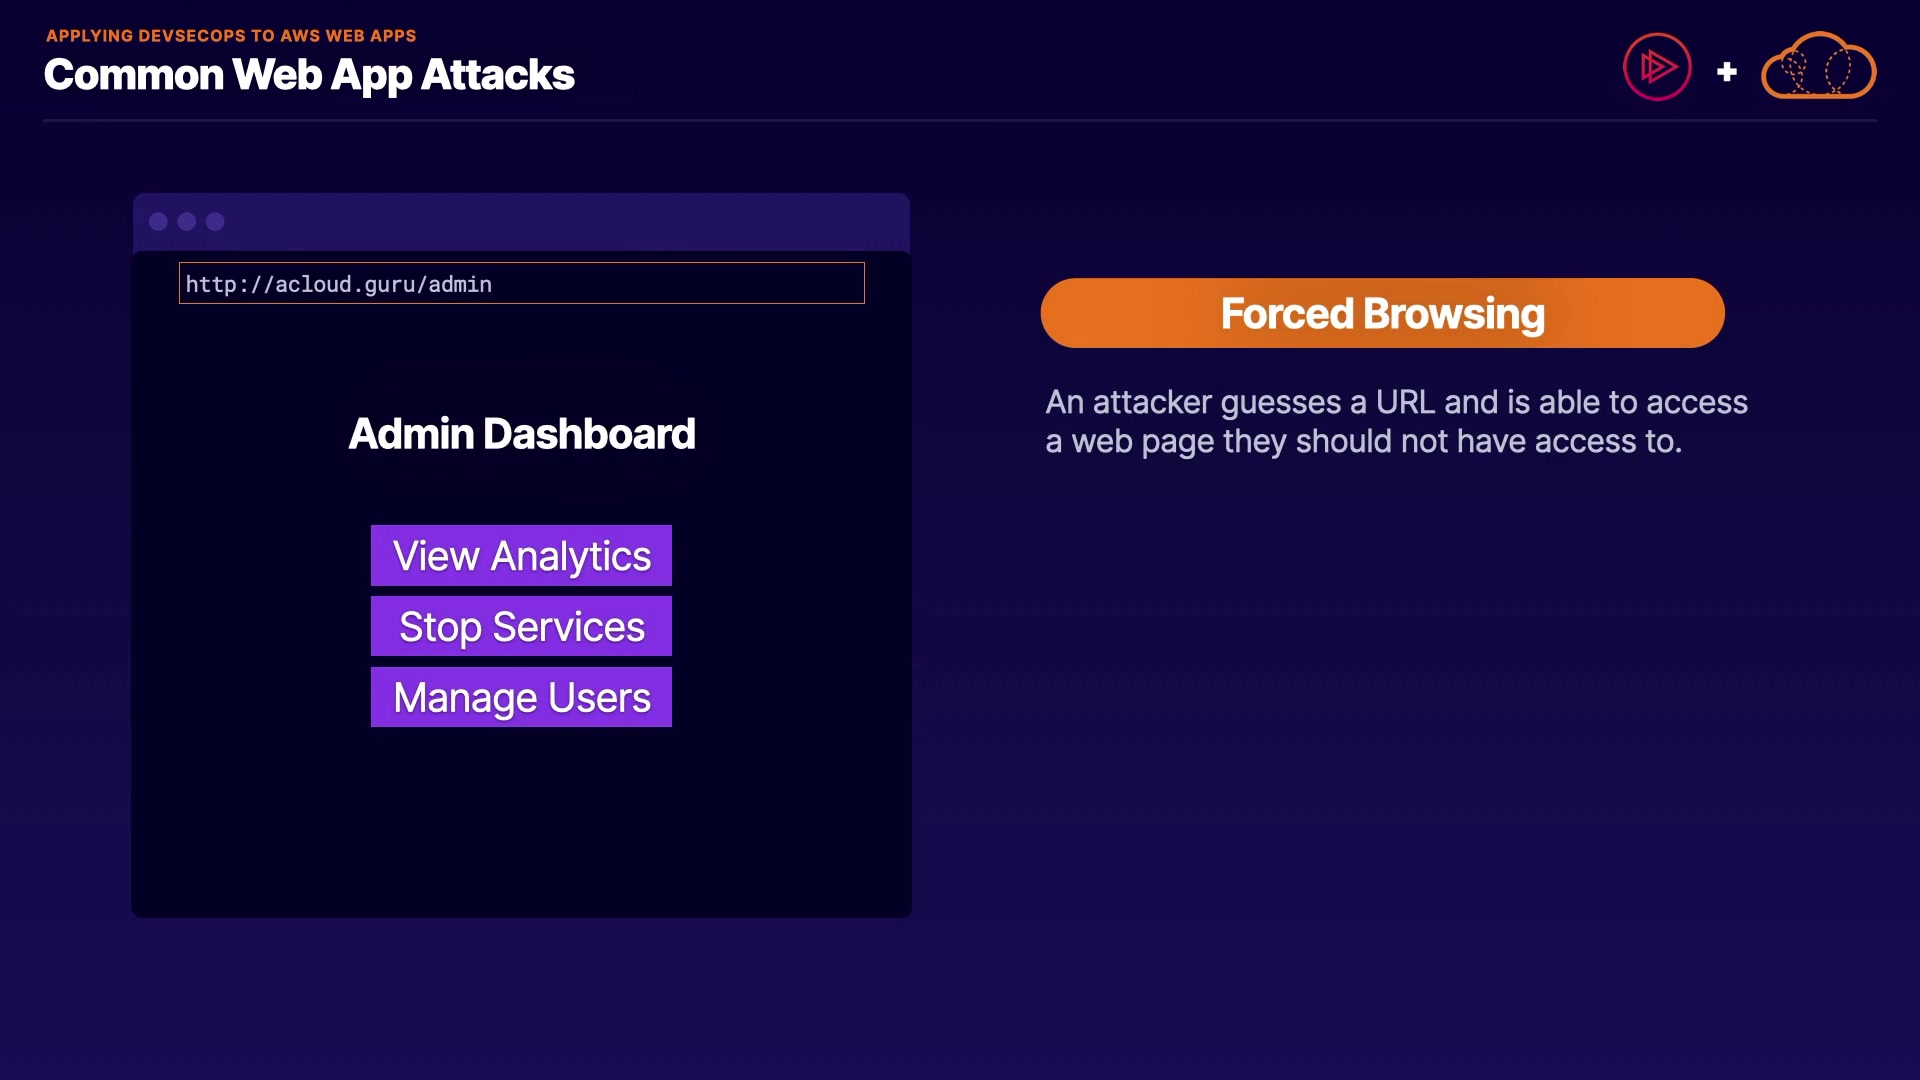 APPLYING DEVSECOPS TO AWS WEB APPS
Common Web App Attacks
http://acloud.guru/admin
Admin Dashboard
View Analytics
Stop Services
Manage Users
Forced Browsing
An attacker guesses a URL and is able to access
a web page they should not have access to.